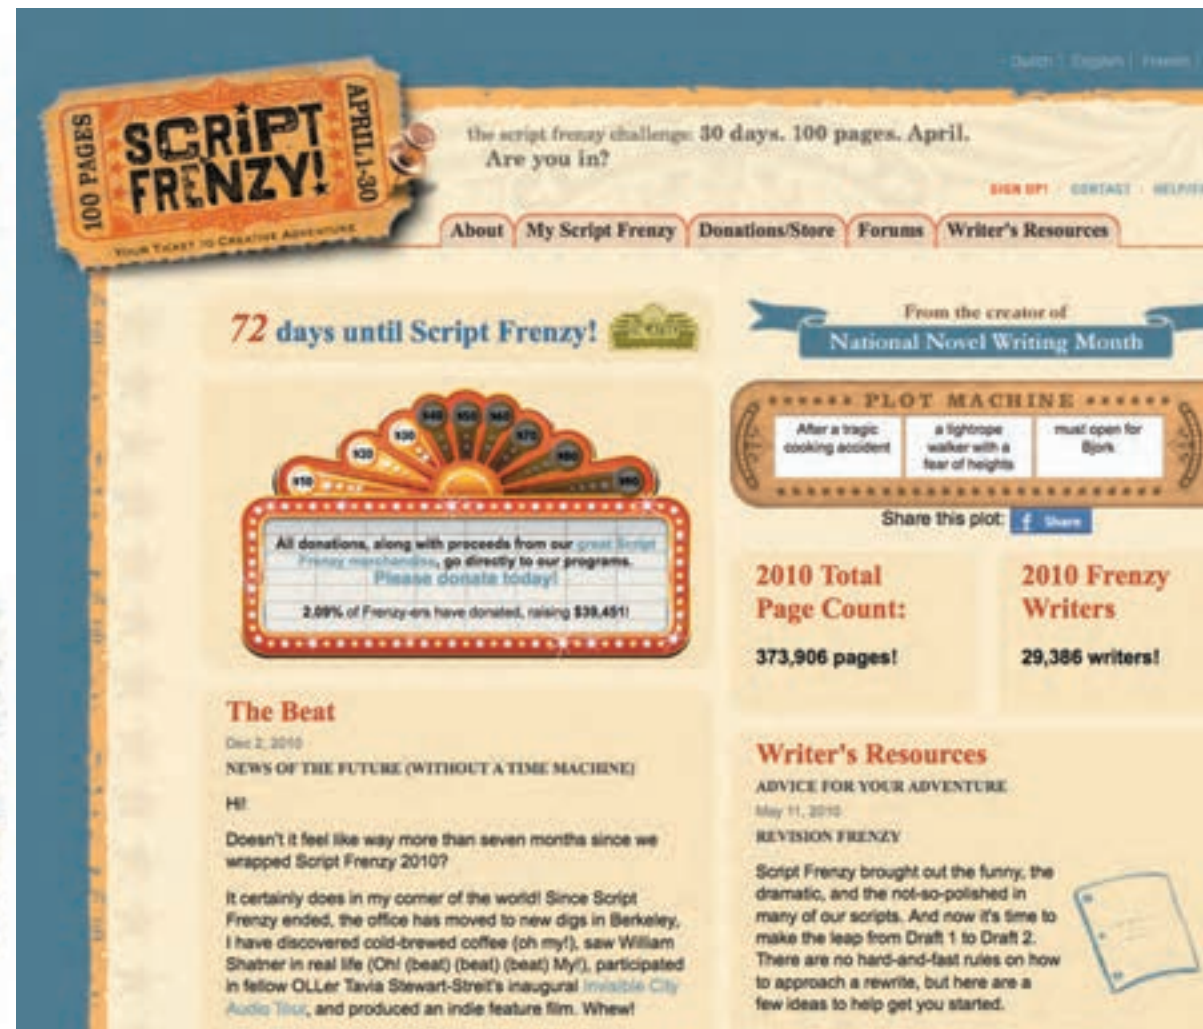 Dutch | English | French |
100 PAGES
SCRiPT
FRENZY!
APRIL 1-30
YOUR TICKET TO CREATIVE ADVENTURE
the script frenzy challenge: 30 days. 100 pages. April.
Are you in?
SIGN UP! CONTACT HELP/
About My Script Frenzy Donations/Store Forums Writer's Resources
72 days until Script Frenzy!
$10 $20 $30 $40 $50 $60 $70 $80 $90
All donations, along with proceeds from our great Script
Frenzy merchandise, go directly to our programs.
Please donate today!
2.09% of Frenzy-ers have donated, raising $39,451!
The Beat
Dec 2, 2010
NEWS OF THE FUTURE (WITHOUT A TIME MACHINE)
Hi!
Doesn't it feel like way more than seven months since we
wrapped Script Frenzy 2010?
It certainly does in my corner of the world! Since Script
Frenzy ended, the office has moved to new digs in Berkeley,
I have discovered cold-brewed coffee (oh my!), saw William
Shatner in real life (Oh! (beat) (beat) (beat) My!), participated
in fellow OLLer Tavia Stewart-Streit's inaugural Invisible City
Audio Tour, and produced an indie feature film. Whew!
From the creator of
National Novel Writing Month
PLOT MACHINE
After a tragic
cooking accident
a tightrope
walker with a
fear of heights
must open for
Bjork
Share this plot: f Share
2010 Total
Page Count:
373,906 pages!
2010 Frenzy
Writers
29,386 writers!
Writer's Resources
ADVICE FOR YOUR ADVENTURE
May 11, 2010
REVISION FRENZY
Script Frenzy brought out the funny, the
dramatic, and the not-so-polished in
many of our scripts. And now it's time to
make the leap from Draft 1 to Draft 2.
There are no hard-and-fast rules on how
to approach a rewrite, but here are a
few ideas to help get you started.